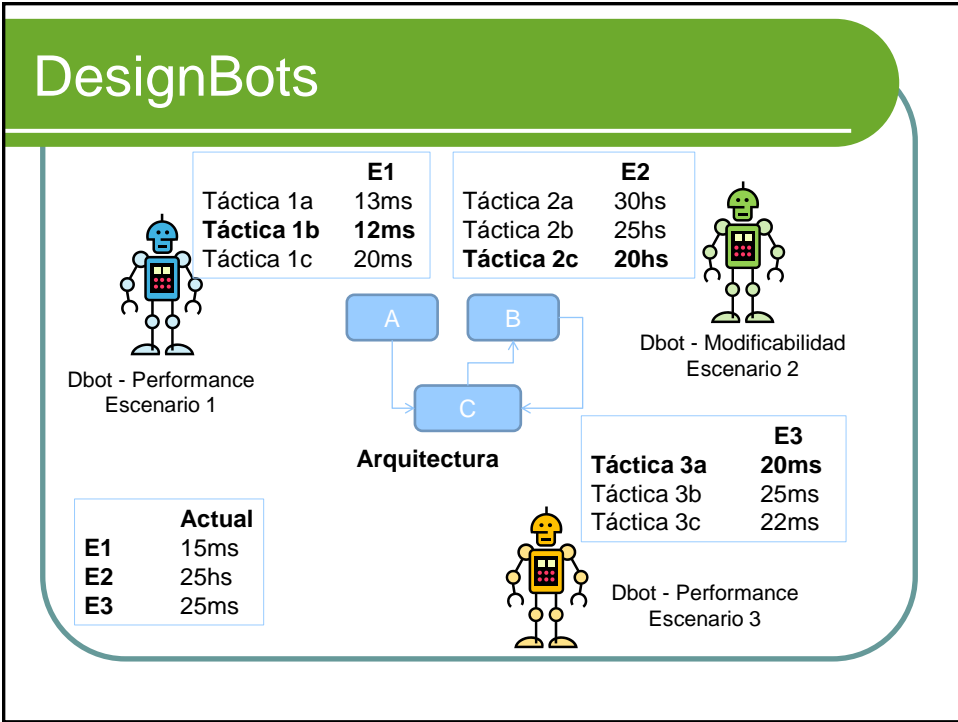 DesignBots
E1
Táctica 1a 13ms
Táctica 1b 12ms
Táctica 1c 20ms
E2
Táctica 2a 30hs
Táctica 2b 25hs
Táctica 2c 20hs
Dbot - Performance
Escenario 1
A
B
C
Arquitectura
Dbot - Modificabilidad
Escenario 2
E3
Táctica 3a 20ms
Táctica 3b 25ms
Táctica 3c 22ms
Actual
E1 15ms
E2 25hs
E3 25ms
Dbot - Performance
Escenario 3